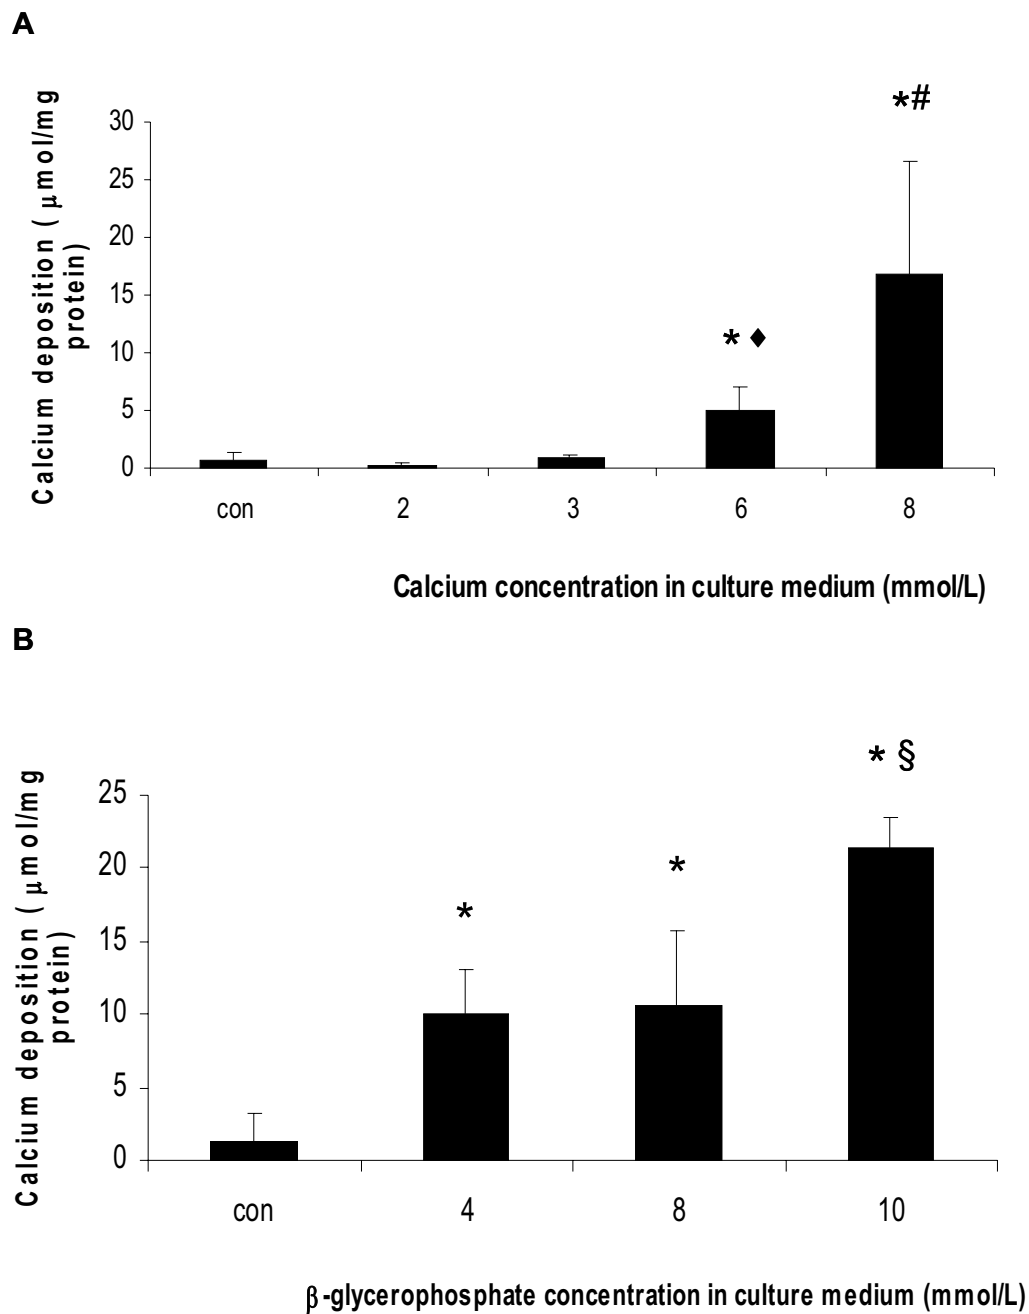 A
Calcium deposition ( μmol/mg
protein)
30
25
20
15
10
5
0
*#
* ♦
con 2 3 6 8
Calcium concentration in culture medium (mmol/L)
B
Calcium deposition ( μmol/mg
protein)
25
20
15
10
5
0
* §
*
*
con 4 8 10
β-glycerophosphate concentration in culture medium (mmol/L)